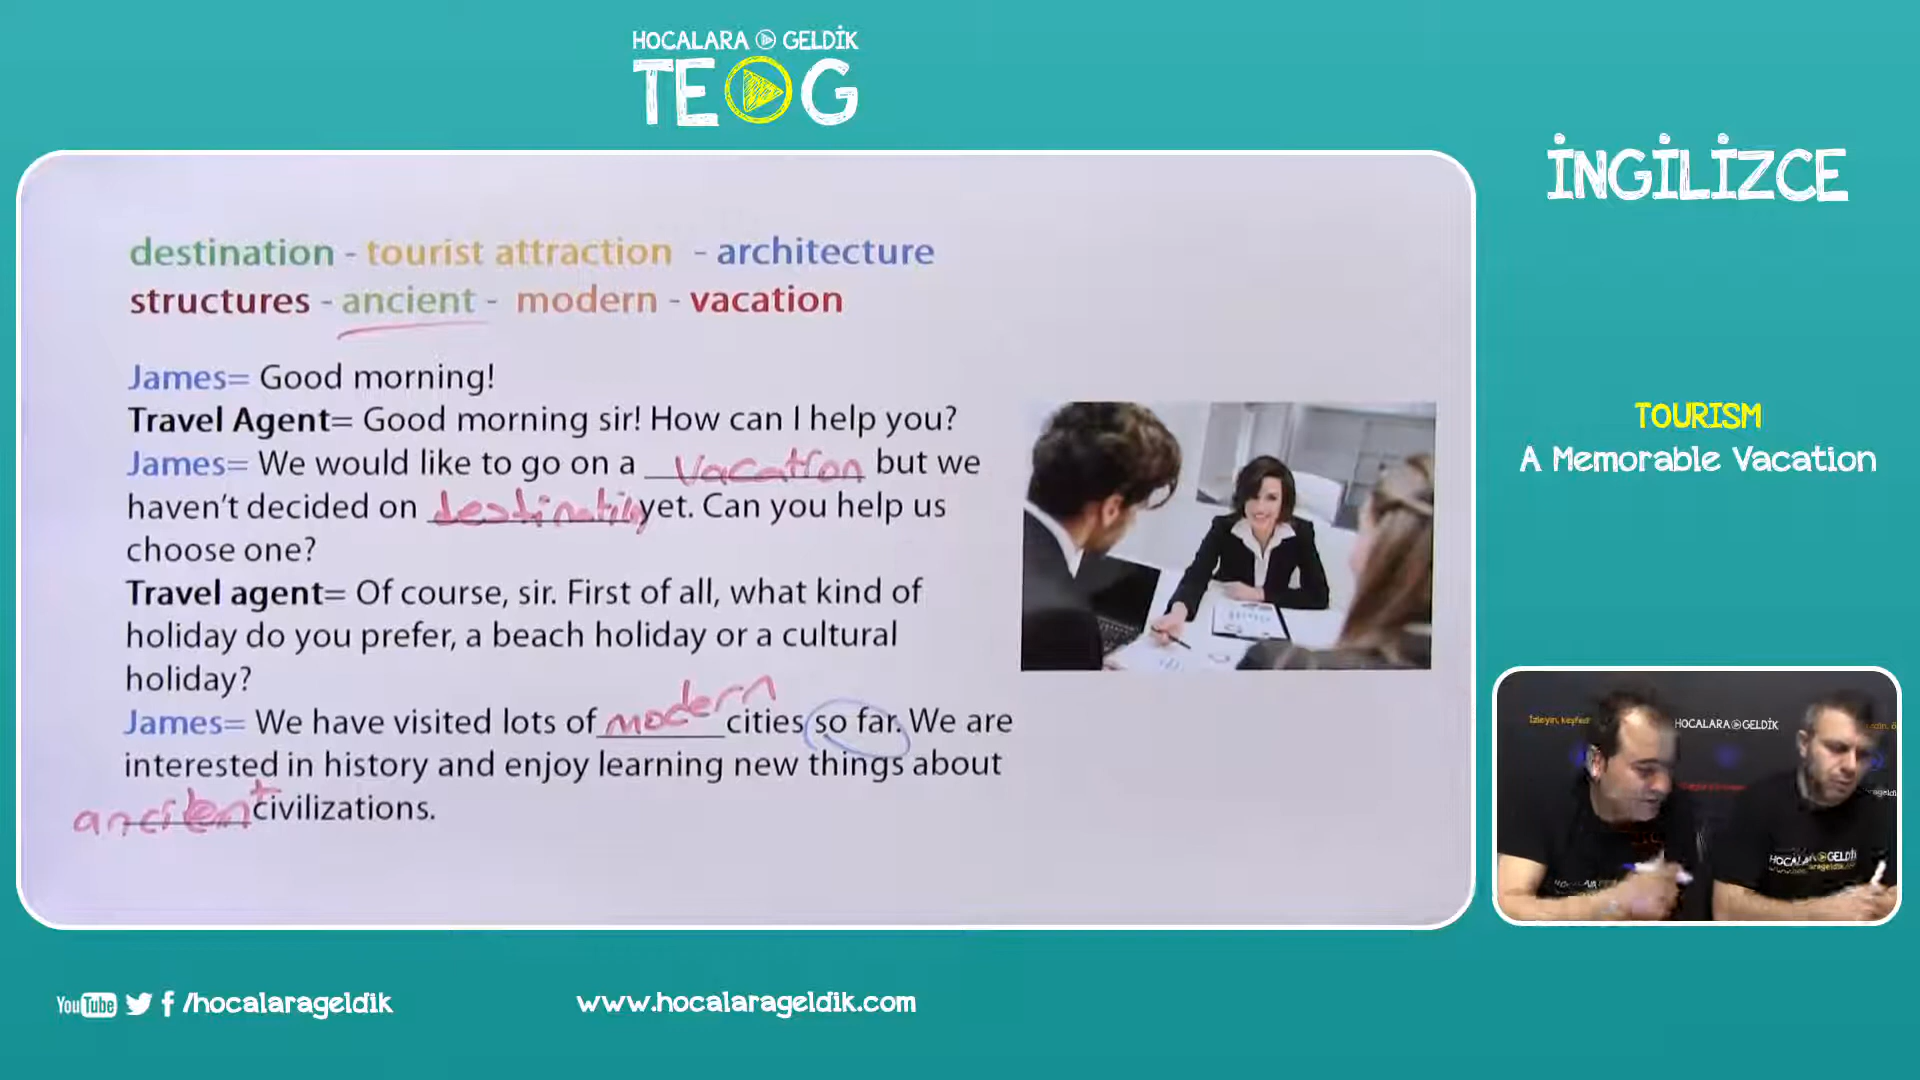 HOCALARA GELDİK
TEOG
İNGİLİZCE
destination - tourist attraction - architecture
structures - ancient - modern - vacation
James= Good morning!
Travel Agent= Good morning sir! How can I help you?
James= We would like to go on a vacation but we
haven't decided on destination yet. Can you help us
choose one?
Travel agent= Of course, sir. First of all, what kind of
holiday do you prefer, a beach holiday or a cultural
holiday?
James= We have visited lots of modern cities so far. We are
interested in history and enjoy learning new things about
ancient civilizations.
TOURISM
A Memorable Vacation
HOCALARA GELDİK
HOCALARA GELDİK
YouTube /hocalarageldik
www.hocalarageldik.com